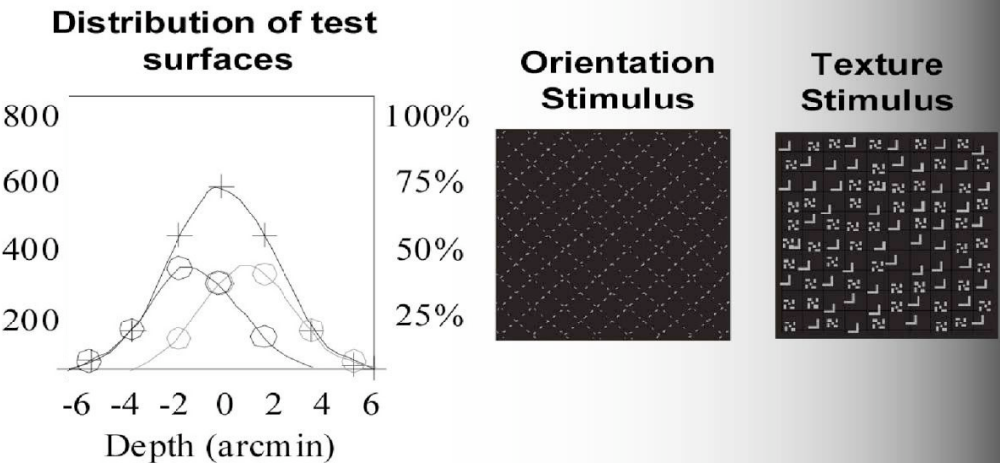 Distribution of test
surfaces
800
600
400
200
100%
75%
50%
25%
-6 -4 -2 0 2 4 6
Depth (arcmin)
Orientation
Stimulus
Texture
Stimulus